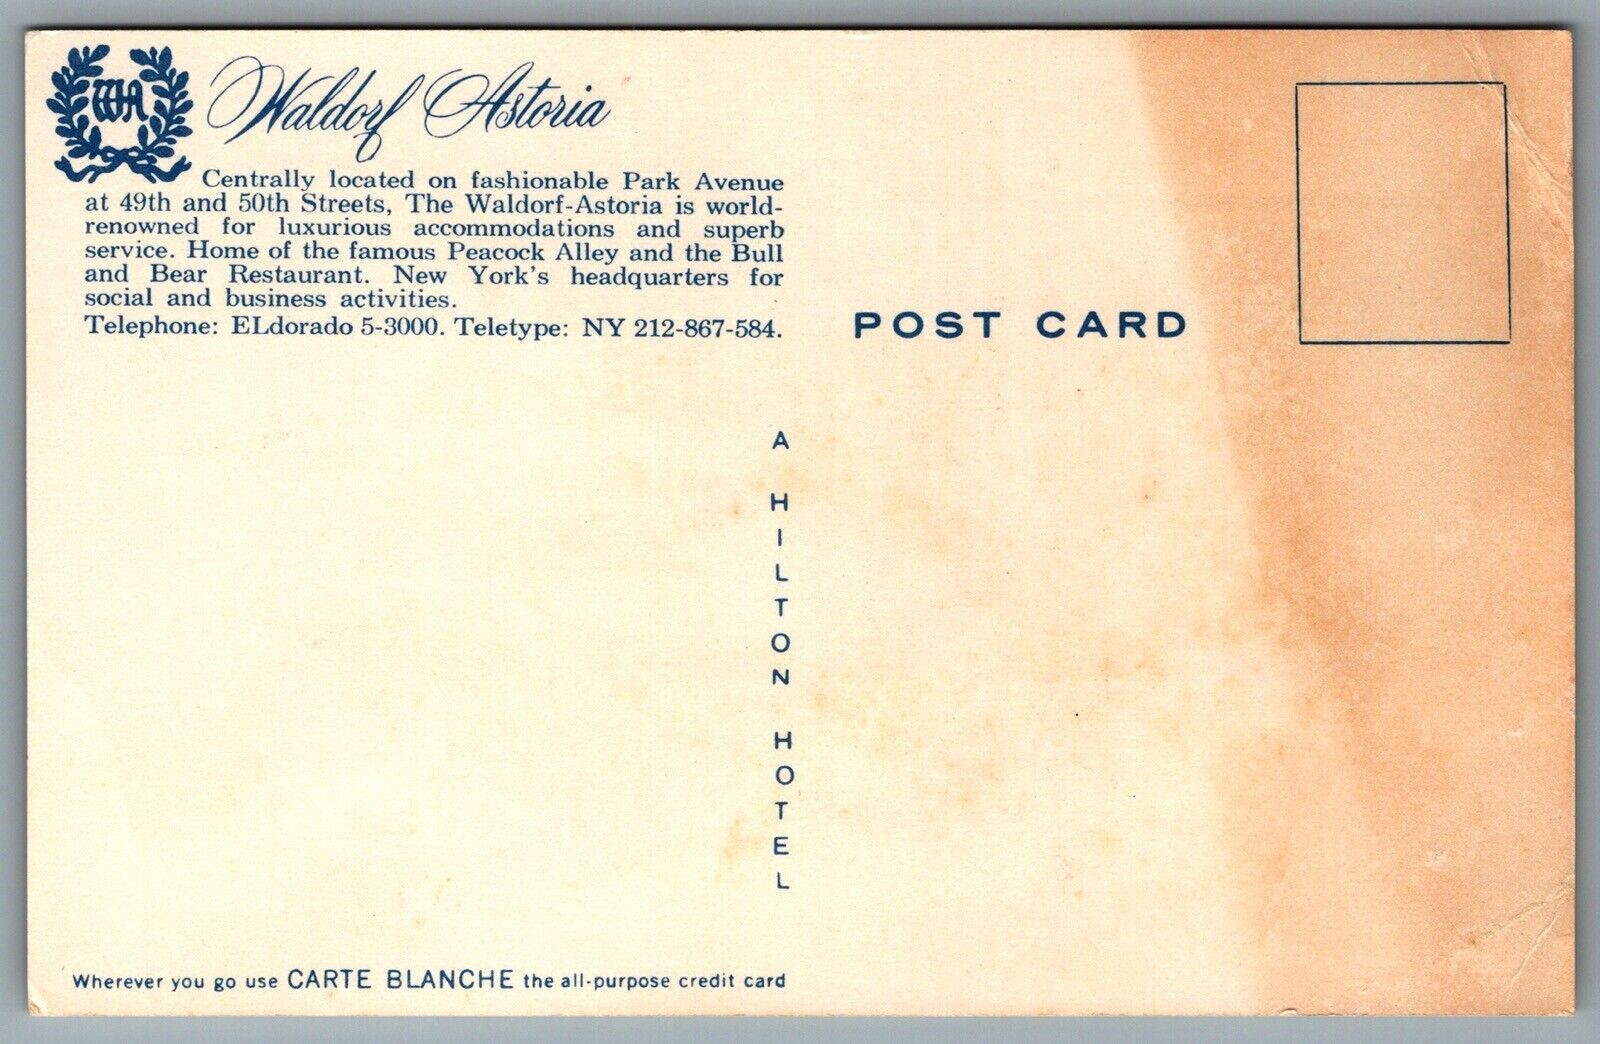 WA
Waldorf Astoria
Centrally located on fashionable Park Avenue
at 49th and 50th Streets, The Waldorf-Astoria is world-
renowned for luxurious accommodations and superb
service. Home of the famous Peacock Alley and the Bull
and Bear Restaurant. New York's headquarters for
social and business activities.
Telephone: ELdorado 5-3000. Teletype: NY 212-867-584.
POST CARD
A HILTON HOTEL
Wherever you go use CARTE BLANCHE the all-purpose credit card